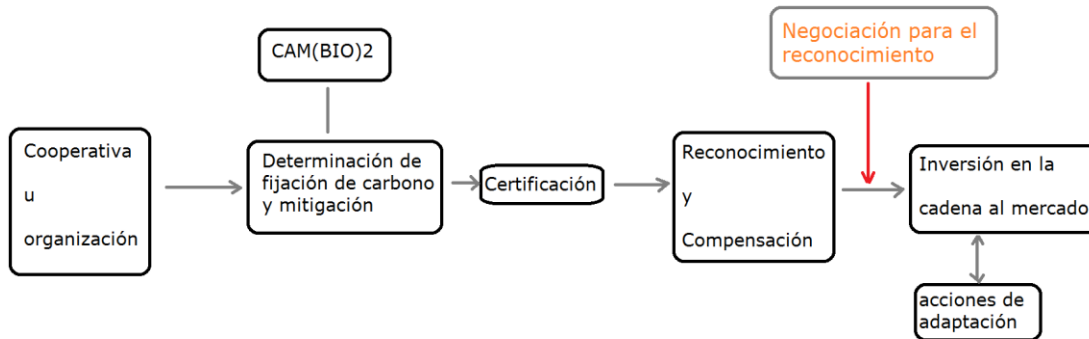 CAM(BIO)2
Negociación para el
reconocimiento
Cooperativa
u
organización
Determinación de
fijación de carbono
y mitigación
Certificación
Reconocimiento
y
Compensación
Inversión en la
cadena al mercado
acciones de
adaptación